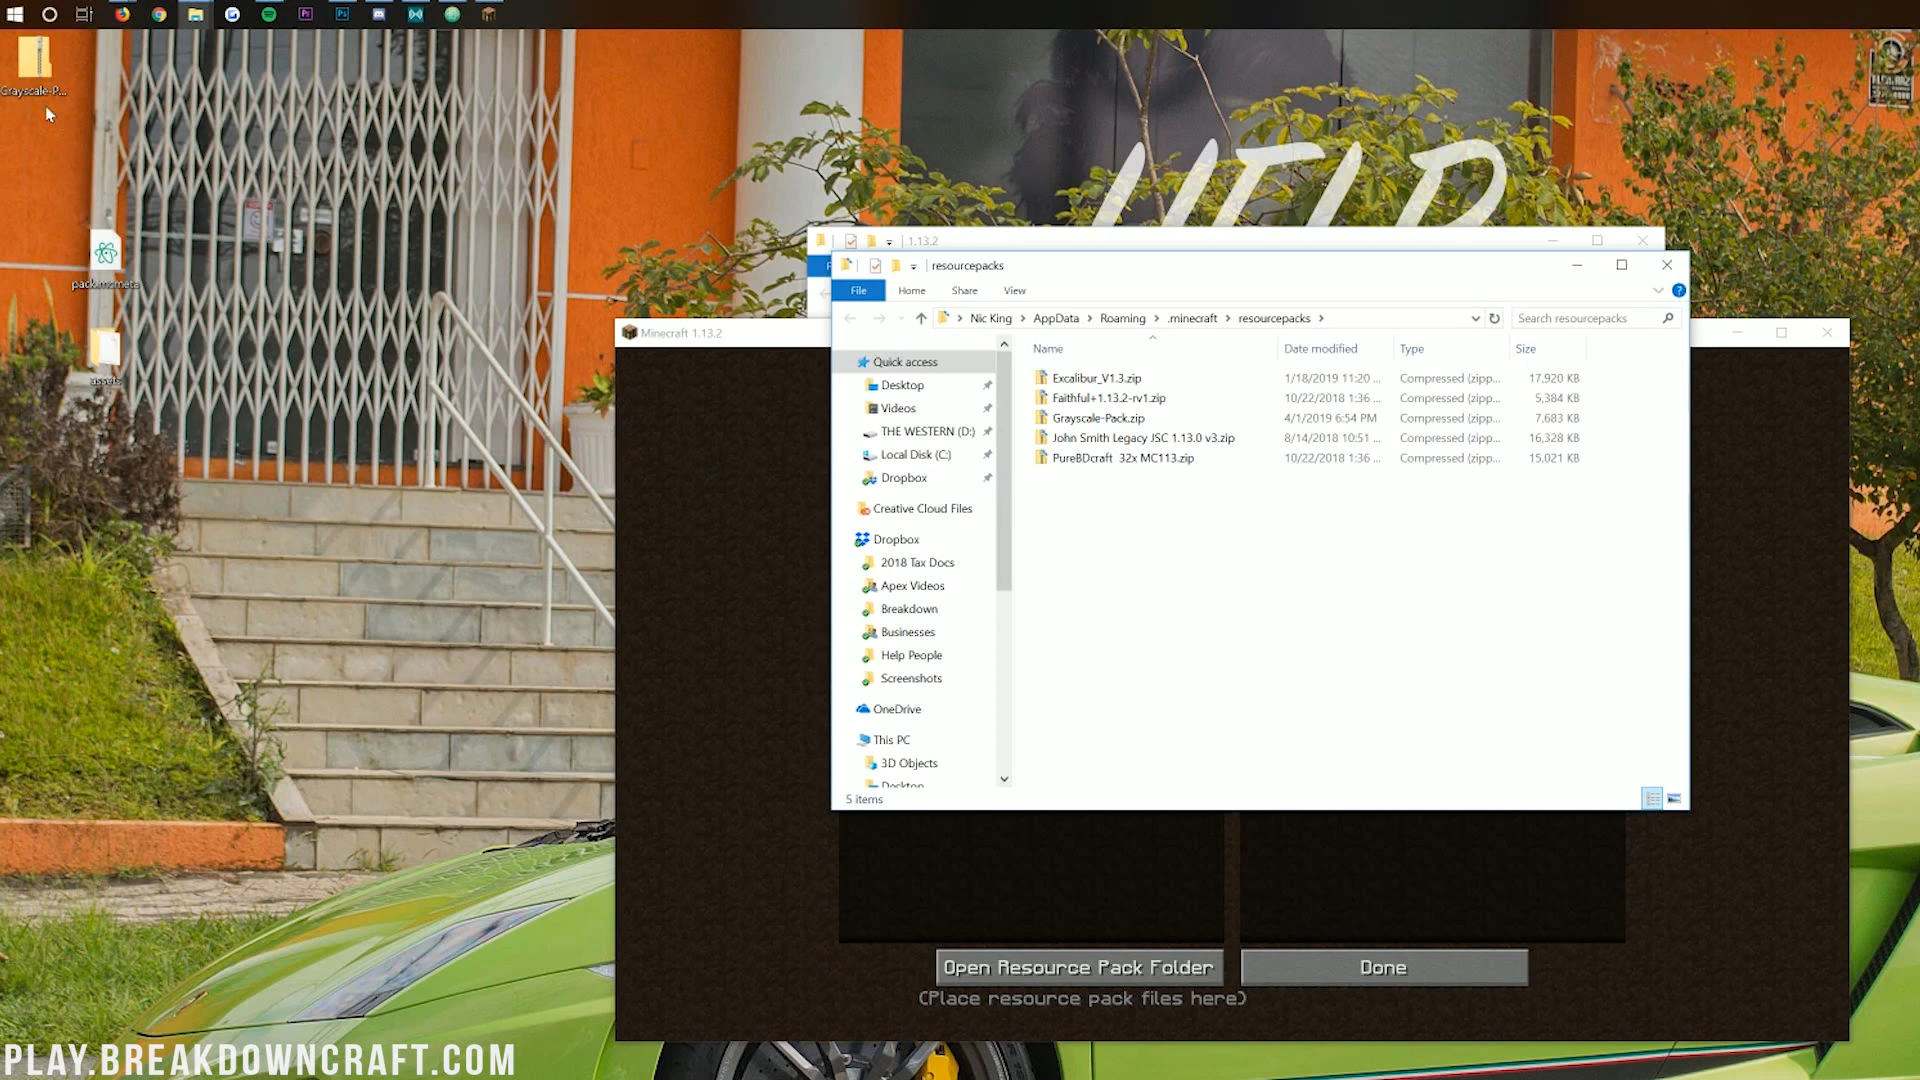 Grayscale-P...
pack.mcmeta
assets
1.13.2
resourcepacks
File
Home
Share
View
Nic King
AppData
Roaming
.minecraft
resourcepacks
Search resourcepacks
Minecraft 1.13.2
Name
Date modified
Type
Size
Quick access
Desktop
Videos
THE WESTERN (D:)
Local Disk (C:)
Dropbox
Creative Cloud Files
Dropbox
2018 Tax Docs
Apex Videos
Breakdown
Businesses
Help People
Screenshots
OneDrive
This PC
3D Objects
Desktop
Excalibur_V1.3.zip 1/18/2019 11:20 ... Compressed (zipp... 17,920 KB
Faithful+1.13.2-rv1.zip 10/22/2018 1:36 ... Compressed (zipp... 5,384 KB
Grayscale-Pack.zip 4/1/2019 6:54 PM Compressed (zipp... 7,683 KB
John Smith Legacy JSC 1.13.0 v3.zip 8/14/2018 10:51 ... Compressed (zipp... 16,328 KB
PureBDcraft 32x MC113.zip 10/22/2018 1:36 ... Compressed (zipp... 15,021 KB
5 items
Open Resource Pack Folder
Done
(Place resource pack files here)
PLAY.BREAKDOWNCRAFT.COM